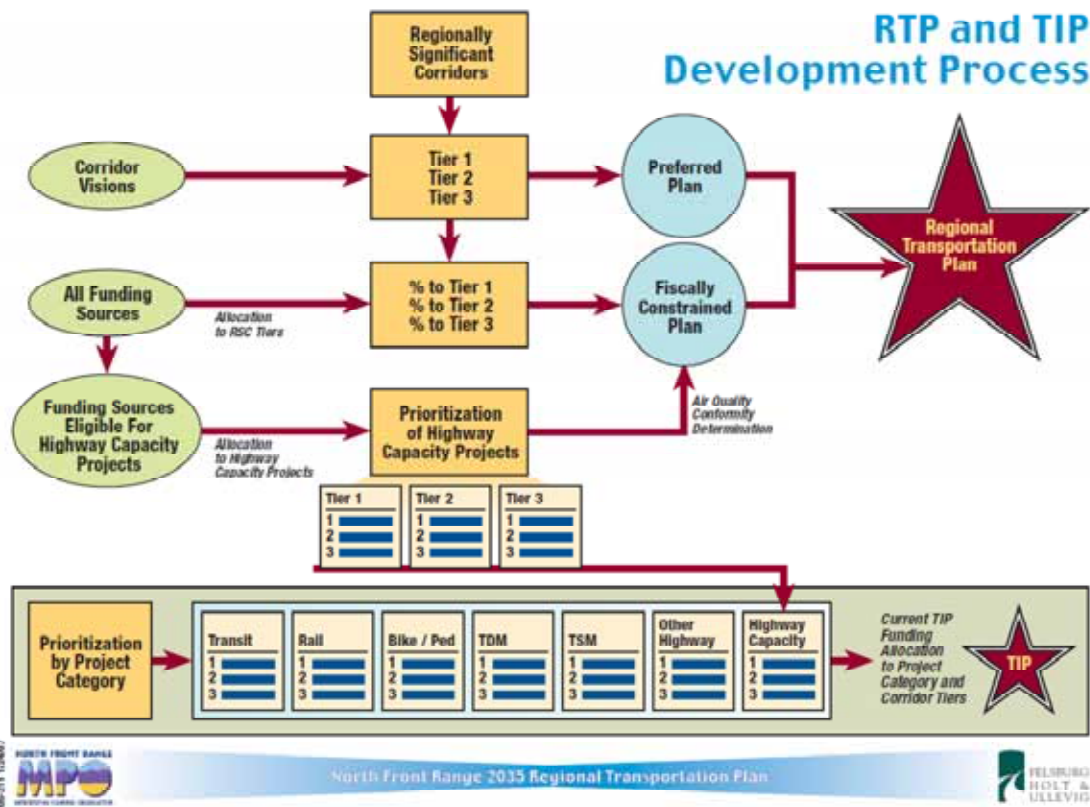 RTP and TIP
Development Process
Regionally
Significant
Corridors
Corridor
Visions
Tier 1
Tier 2
Tier 3
Preferred
Plan
Regional
Transportation
Plan
All Funding
Sources
Allocation
to RSC Tiers
% to Tier 1
% to Tier 2
% to Tier 3
Fiscally
Constrained
Plan
Funding Sources
Eligible For
Highway Capacity
Projects
Allocation
to Highway
Capacity Projects
Prioritization
of Highway
Capacity Projects
Air Quality
Conformity
Determination
Tier 1
1
2
3
Tier 2
1
2
3
Tier 3
1
2
3
Prioritization
by Project
Category
Transit
1
2
3
Rail
1
2
3
Bike / Ped
1
2
3
TDM
1
2
3
TSM
1
2
3
Other
Highway
1
2
3
Highway
Capacity
1
2
3
Current TIP
Funding
Allocation
to Project
Category and
Corridor Tiers
TIP
NORTH FRONT RANGE
MPO
North Front Range 2035 Regional Transportation Plan
FELSBURG
HOLT &
ULLEVIG